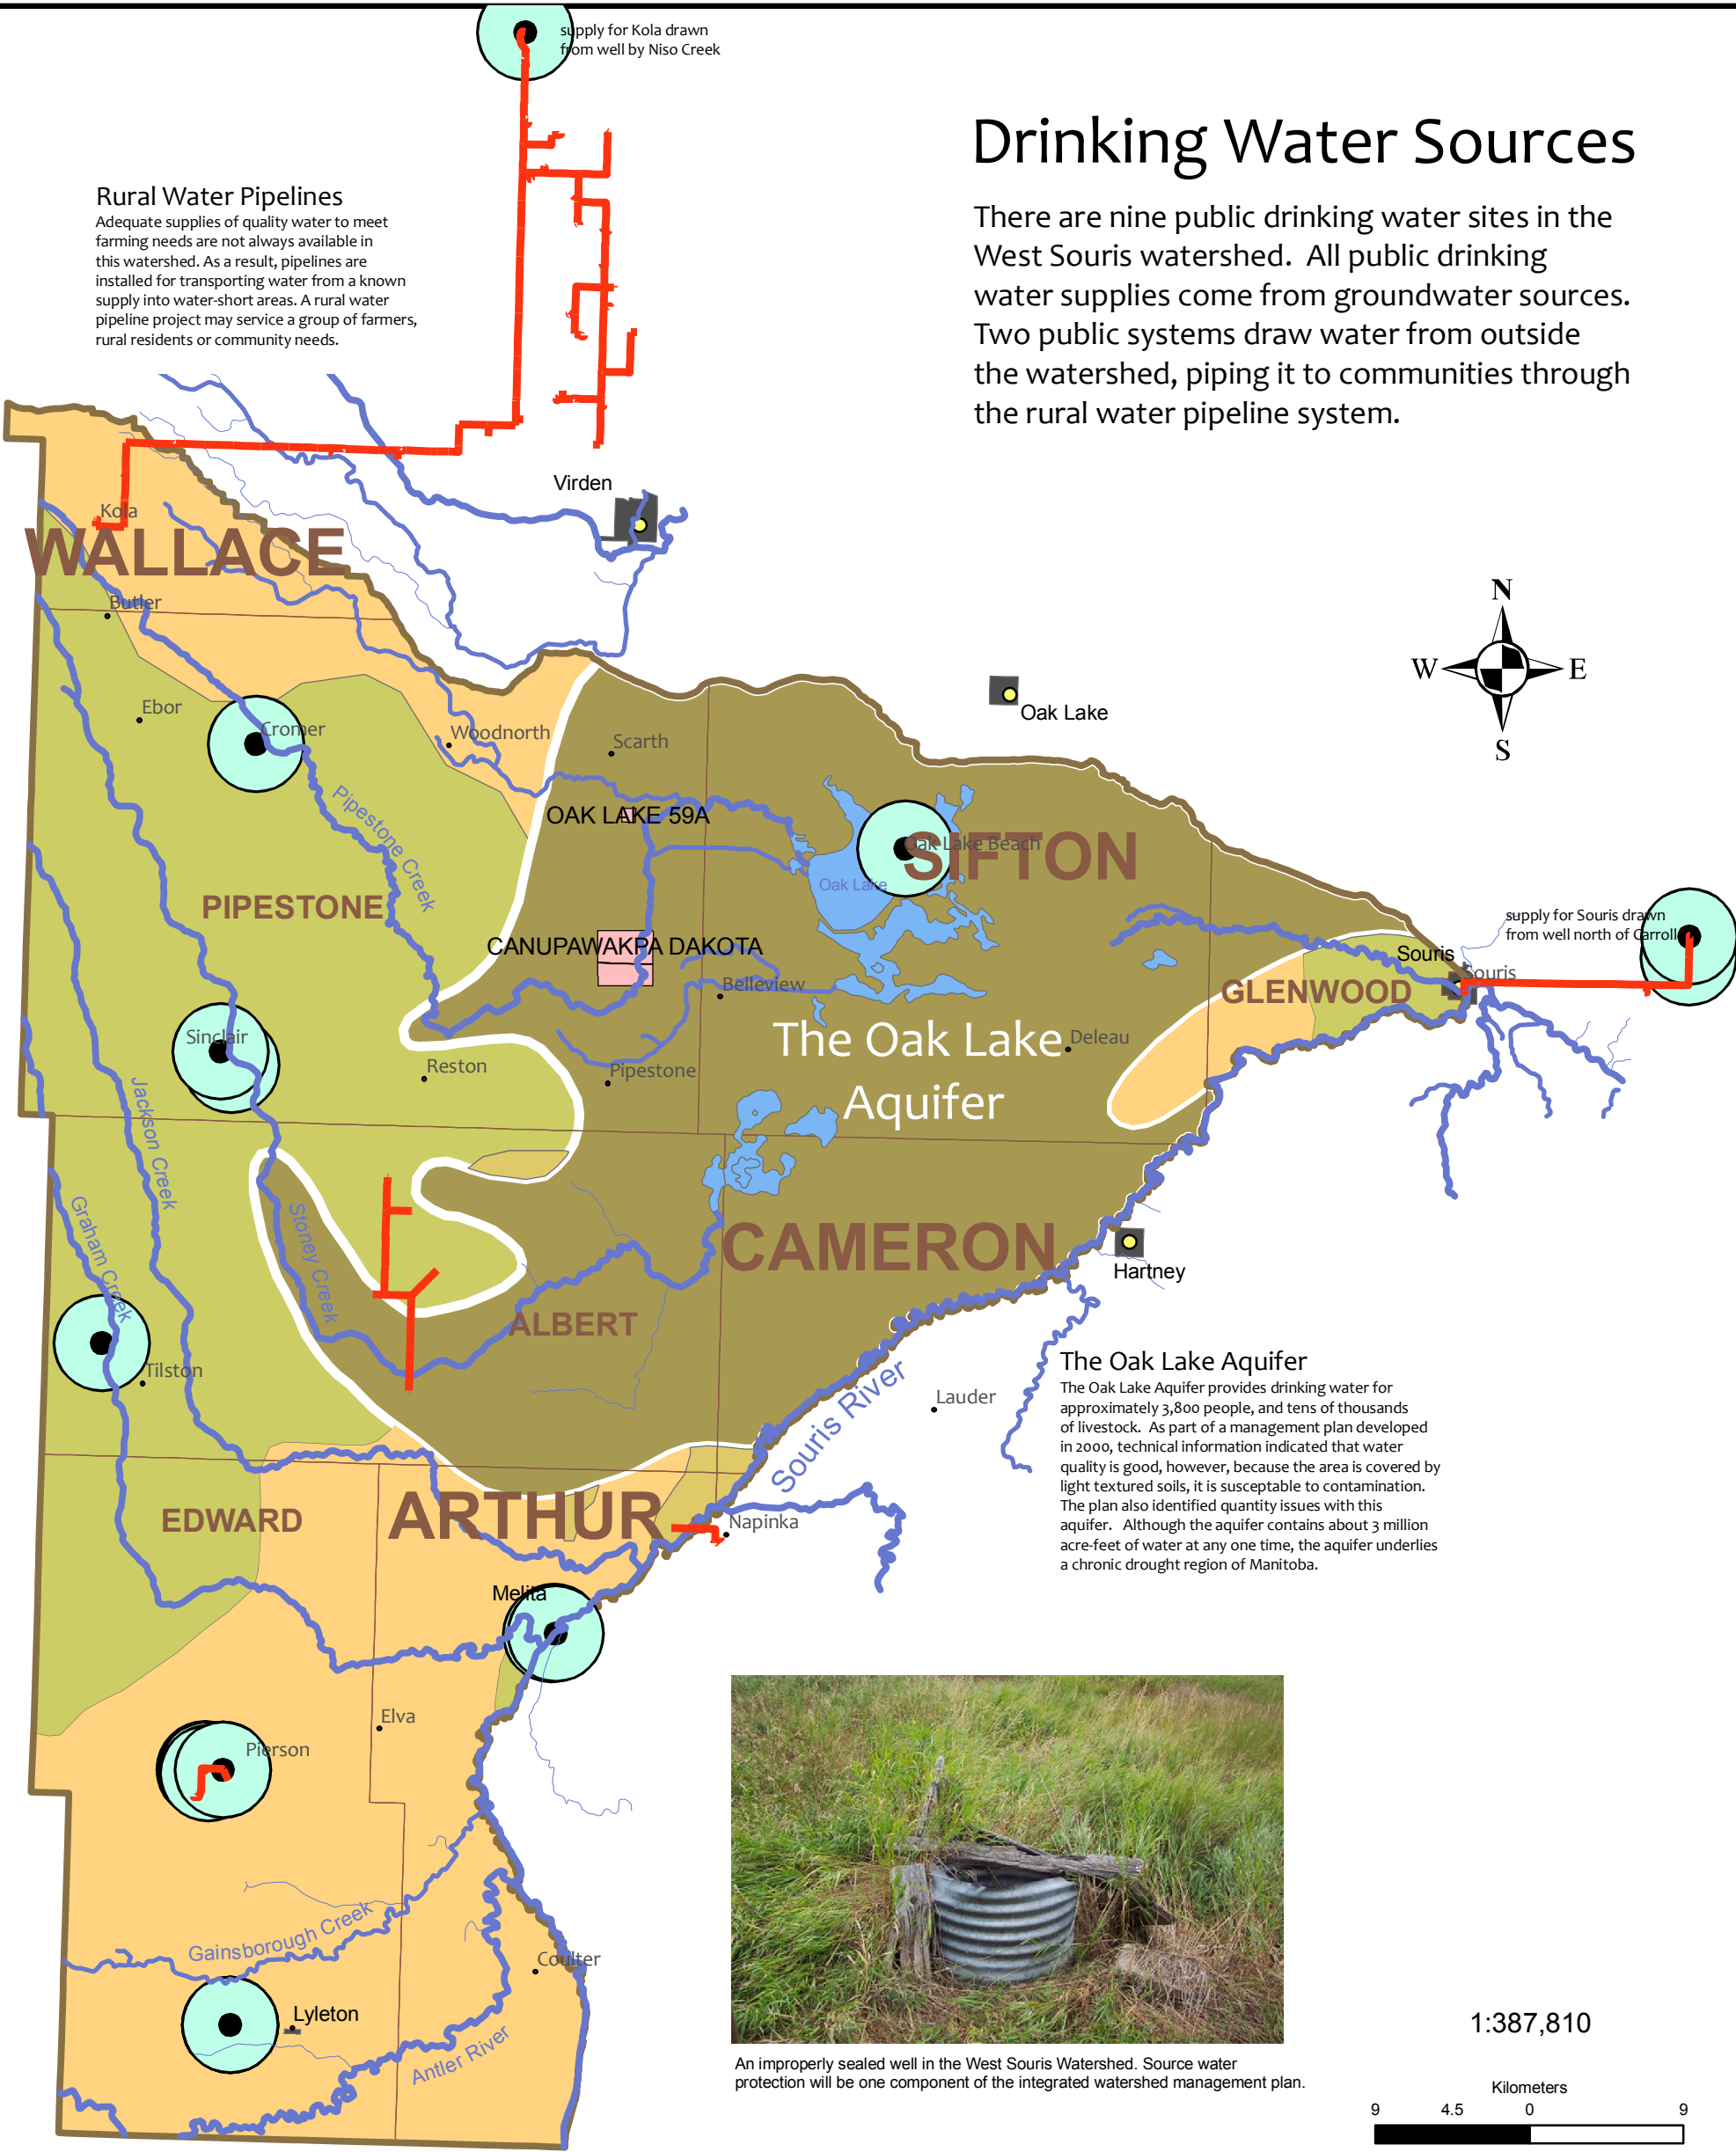 supply for Kola drawn
from well by Niso Creek
Drinking Water Sources
There are nine public drinking water sites in the
West Souris watershed. All public drinking
water supplies come from groundwater sources.
Two public systems draw water from outside
the watershed, piping it to communities through
the rural water pipeline system.
Rural Water Pipelines
Adequate supplies of quality water to meet
farming needs are not always available in
this watershed. As a result, pipelines are
installed for transporting water from a known
supply into water-short areas. A rural water
pipeline project may service a group of farmers,
rural residents or community needs.
Virden
Kola
WALLACE
Butler
N
W
E
S
Ebor
Cromer
Woodnorth
Scarth
Oak Lake
Pipestone Creek
OAK LAKE 59A
Oak Lake Beach
SIFTON
Oak Lake
PIPESTONE
CANUPAWAKPA DAKOTA
Belleview
supply for Souris drawn
from well north of Carroll
Souris
Souris
GLENWOOD
The Oak Lake
Aquifer
Deleau
Sinclair
Reston
Pipestone
Jackson Creek
Graham Creek
Stoney Creek
CAMERON
Hartney
ALBERT
Tilston
Lauder
Souris River
The Oak Lake Aquifer
The Oak Lake Aquifer provides drinking water for
approximately 3,800 people, and tens of thousands
of livestock. As part of a management plan developed
in 2000, technical information indicated that water
quality is good, however, because the area is covered by
light textured soils, it is susceptable to contamination.
The plan also identified quantity issues with this
aquifer. Although the aquifer contains about 3 million
acre-feet of water at any one time, the aquifer underlies
a chronic drought region of Manitoba.
EDWARD
ARTHUR
Napinka
Melita
Elva
Pierson
Gainsborough Creek
Coulter
Lyleton
Antler River
An improperly sealed well in the West Souris Watershed. Source water
protection will be one component of the integrated watershed management plan.
1:387,810
Kilometers
9 4.5 0 9